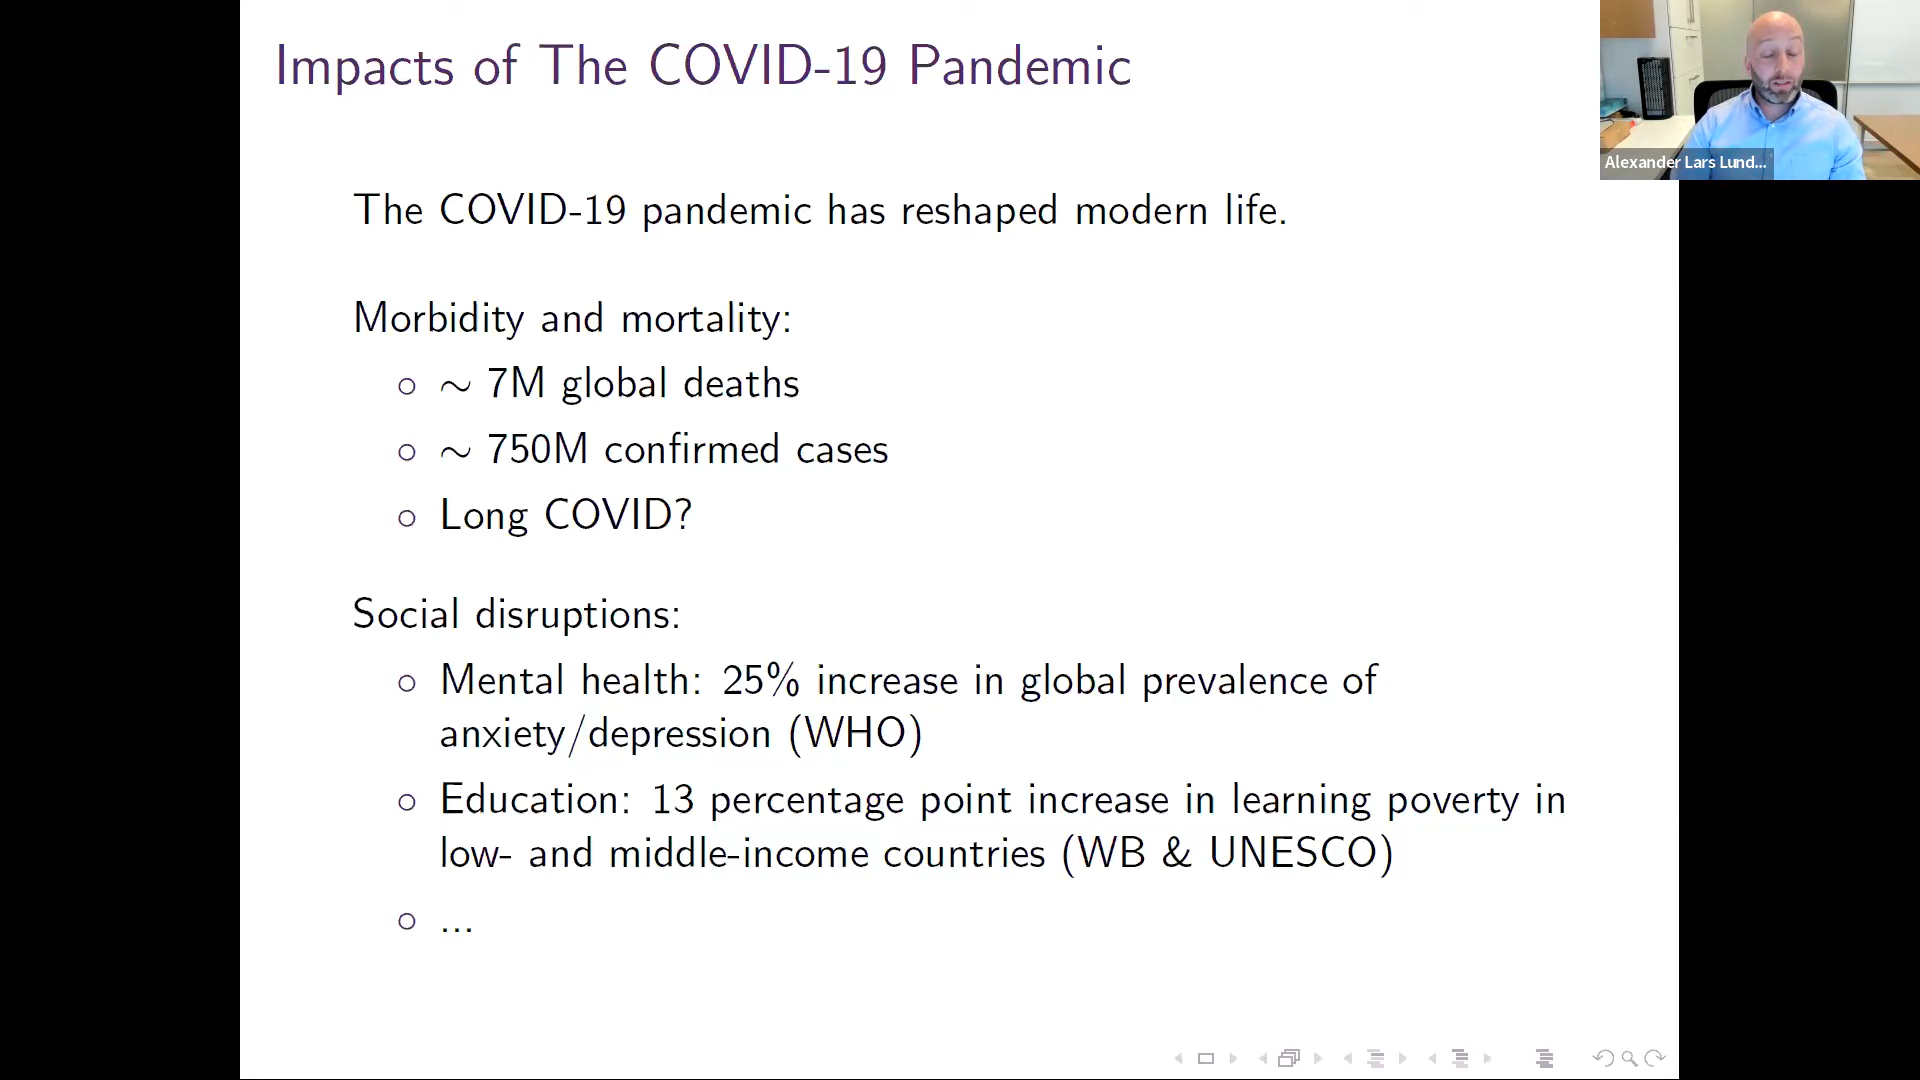 Impacts of The COVID-19 Pandemic
Alexander Lars Lund...
The COVID-19 pandemic has reshaped modern life.
Morbidity and mortality:
○ ∼ 7M global deaths
○ ∼ 750M confirmed cases
○ Long COVID?
Social disruptions:
○ Mental health: 25% increase in global prevalence of
anxiety/depression (WHO)
○ Education: 13 percentage point increase in learning poverty in
low- and middle-income countries (WB & UNESCO)
○ ...